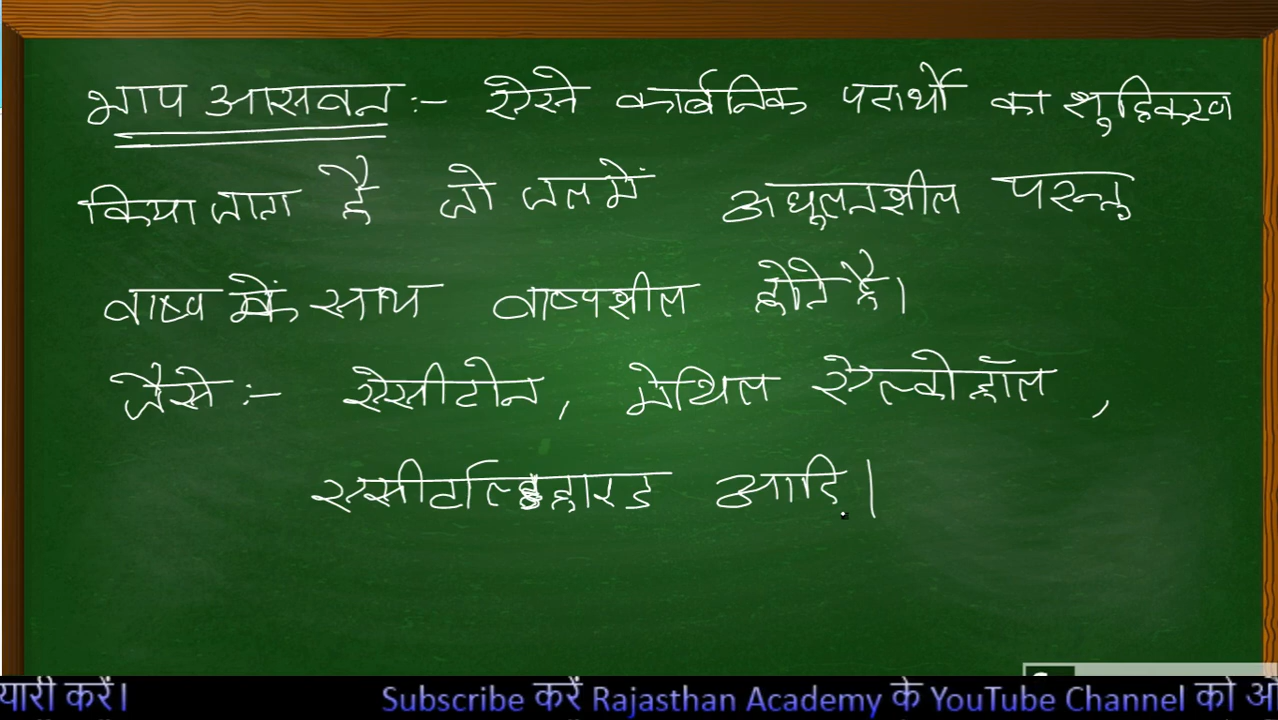 भाप आसवन :- ऐसे कार्बनिक पदार्थो का शुद्धिकरण
किया जाता है जो जल में अघुलनशील परन्तु
वाष्प के साथ वाष्पशील होते है।
जैसे :- ऐसीटोन, मेथिल ऐल्कोहॉल,
एसीटल्डिहाइड आदि।
यारी करें। Subscribe करें Rajasthan Academy के YouTube Channel को अ